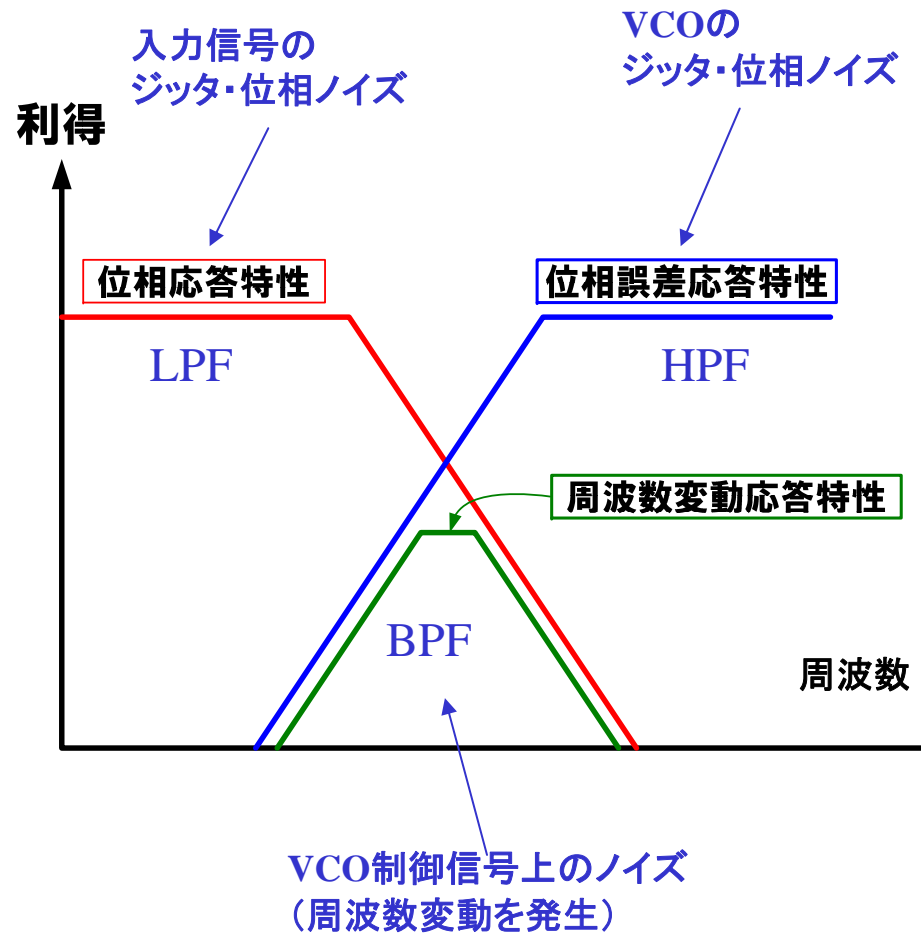 入力信号の
ジッタ・位相ノイズ
VCOの
ジッタ・位相ノイズ
利得
位相応答特性
位相誤差応答特性
LPF
HPF
周波数変動応答特性
BPF
周波数
VCO制御信号上のノイズ
（周波数変動を発生）